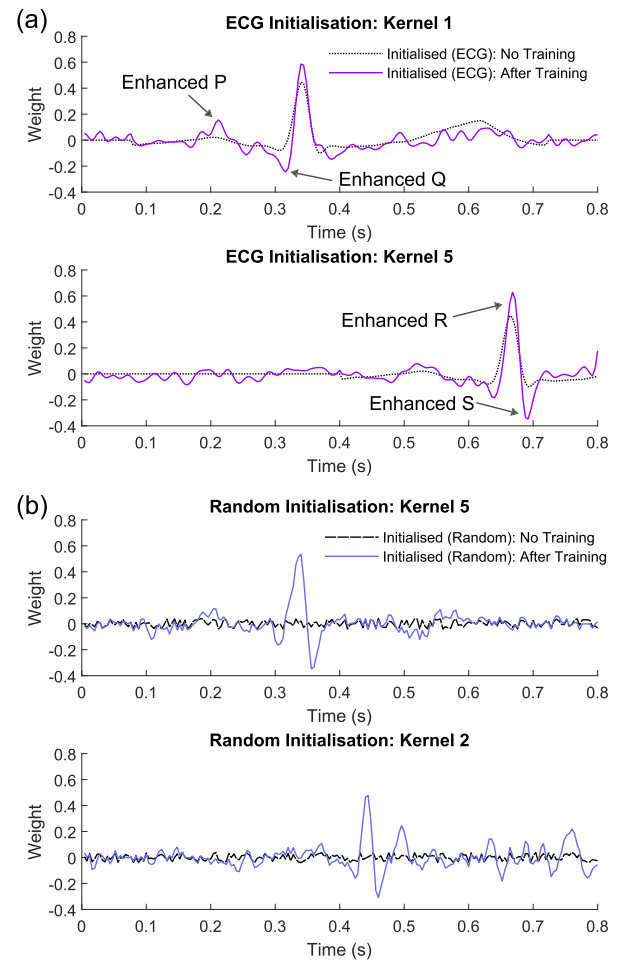 (a)
ECG Initialisation: Kernel 1
0.8
0.6
0.4
0.2
0
-0.2
-0.4
Weight
Initialised (ECG): No Training
Initialised (ECG): After Training
Enhanced P
Enhanced Q
0 0.1 0.2 0.3 0.4 0.5 0.6 0.7 0.8
Time (s)
ECG Initialisation: Kernel 5
0.8
0.6
0.4
0.2
0
-0.2
-0.4
Weight
Enhanced R
Enhanced S
0 0.1 0.2 0.3 0.4 0.5 0.6 0.7 0.8
Time (s)
(b)
Random Initialisation: Kernel 5
0.8
0.6
0.4
0.2
0
-0.2
-0.4
Weight
Initialised (Random): No Training
Initialised (Random): After Training
0 0.1 0.2 0.3 0.4 0.5 0.6 0.7 0.8
Time (s)
Random Initialisation: Kernel 2
0.8
0.6
0.4
0.2
0
-0.2
-0.4
Weight
0 0.1 0.2 0.3 0.4 0.5 0.6 0.7 0.8
Time (s)